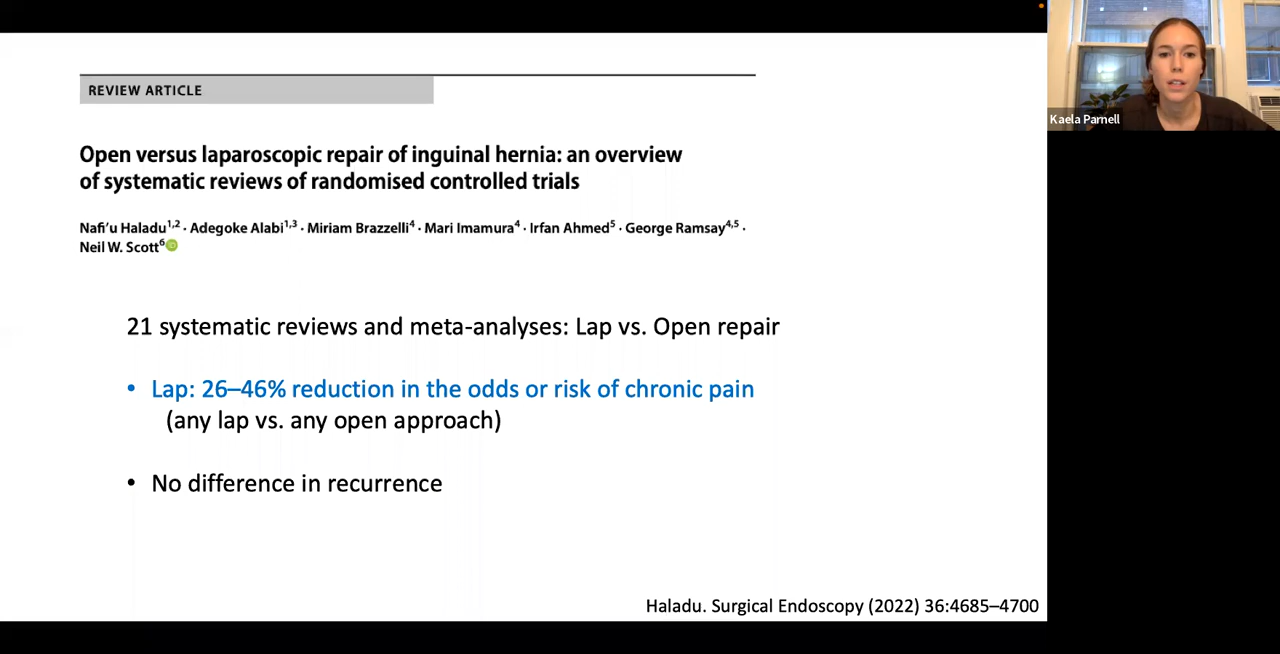 REVIEW ARTICLE
Open versus laparoscopic repair of inguinal hernia: an overview
of systematic reviews of randomised controlled trials
Nafi'u Haladu1,2 · Adegoke Alabi1,3 · Miriam Brazzelli4 · Mari Imamura4 · Irfan Ahmed5 · George Ramsay4,5 ·
Neil W. Scott6
21 systematic reviews and meta-analyses: Lap vs. Open repair
• Lap: 26–46% reduction in the odds or risk of chronic pain
(any lap vs. any open approach)
• No difference in recurrence
Haladu. Surgical Endoscopy (2022) 36:4685–4700
Kaela Parnell